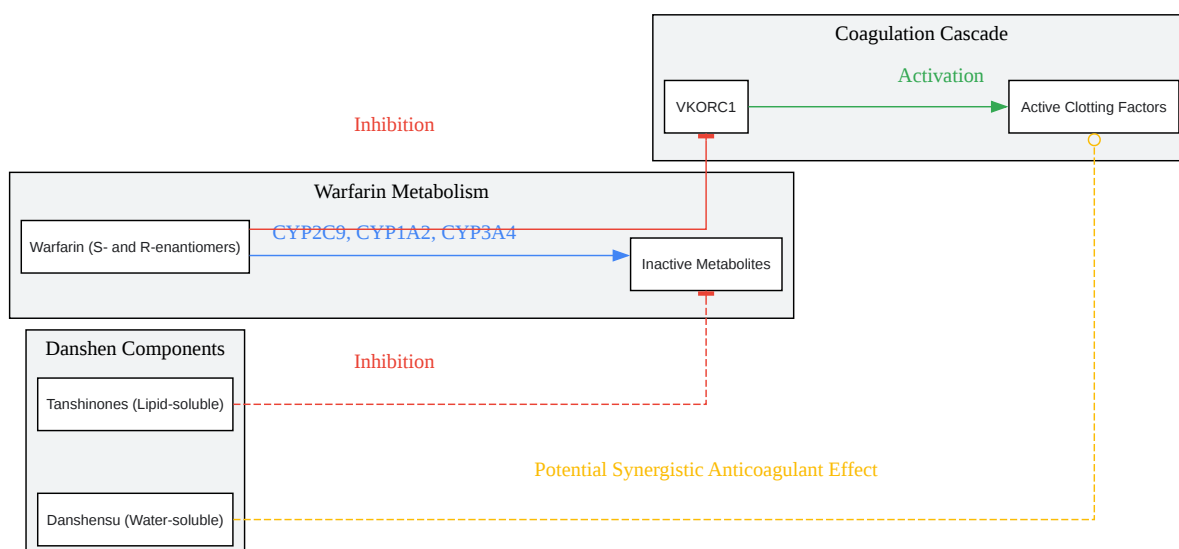 Coagulation Cascade
Activation
VKORC1
Active Clotting Factors
Inhibition
Warfarin Metabolism
CYP2C9, CYP1A2, CYP3A4
Warfarin (S- and R-enantiomers)
Inactive Metabolites
Danshen Components
Inhibition
Tanshinones (Lipid-soluble)
Potential Synergistic Anticoagulant Effect
Danshensu (Water-soluble)